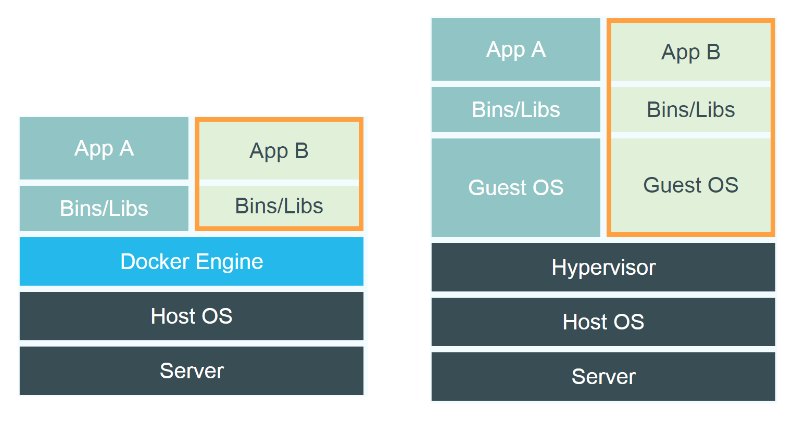 App A
App B
Bins/Libs
Bins/Libs
Docker Engine
Host OS
Server
App A
App B
Bins/Libs
Bins/Libs
Guest OS
Guest OS
Hypervisor
Host OS
Server